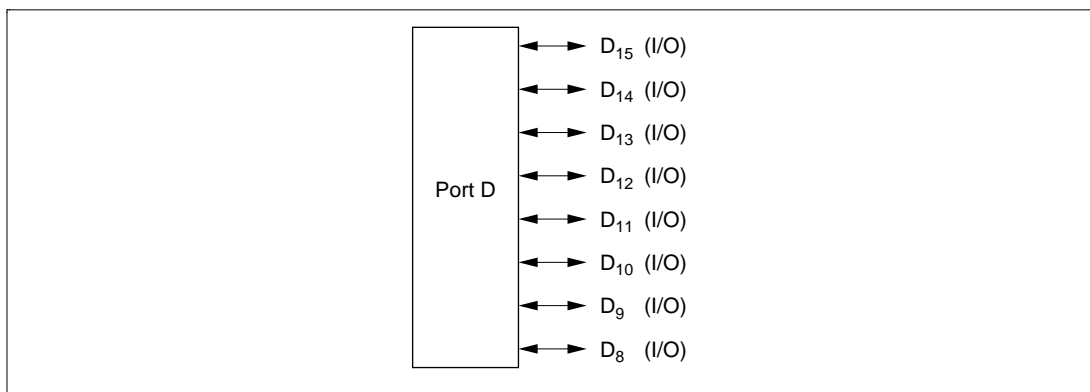 D15 (I/O)
D14 (I/O)
D13 (I/O)
D12 (I/O)
Port D
D11 (I/O)
D10 (I/O)
D9 (I/O)
D8 (I/O)